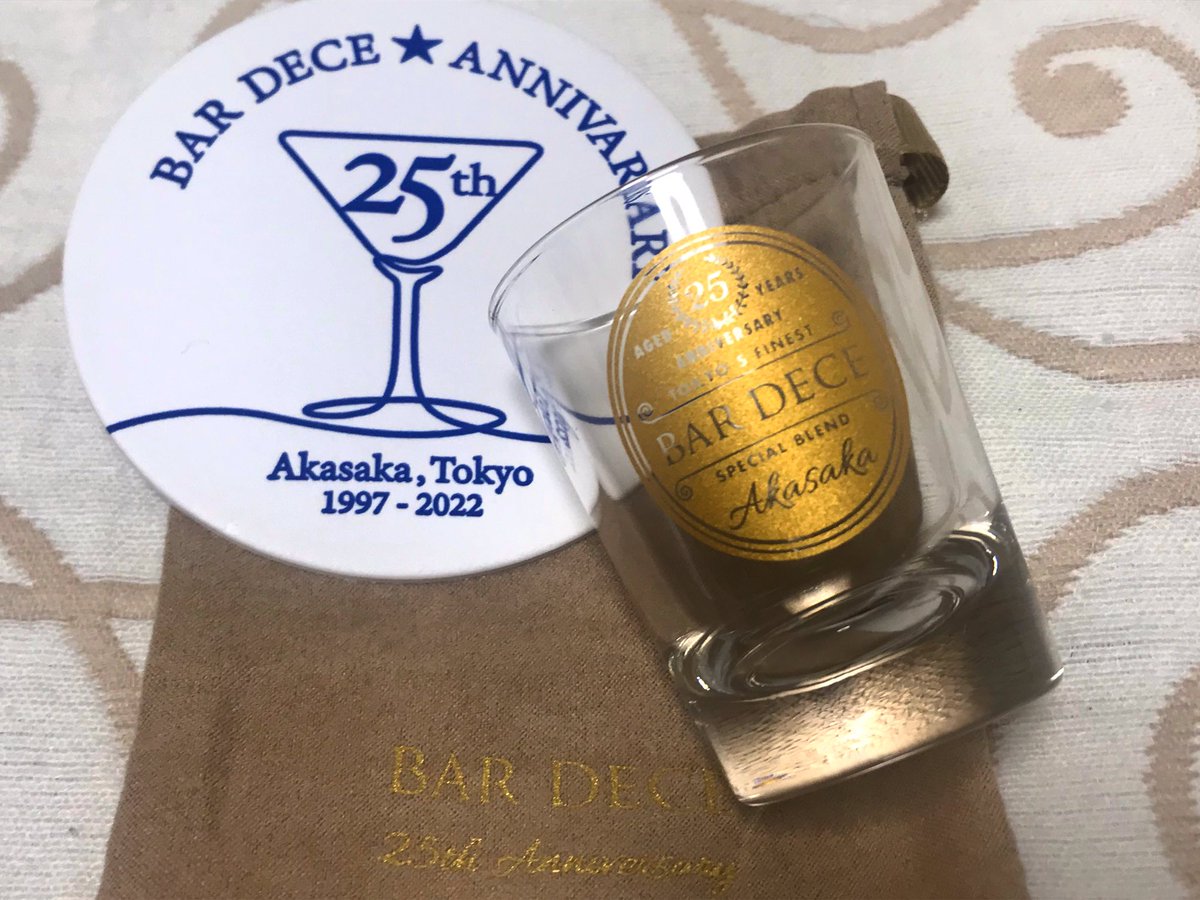 BAR DECE ★ ANNIVARSARY
25th
Akasaka, Tokyo
1997 - 2022
25
AGED YEARS
ANNIVERSARY
TOKYO'S FINEST
BAR DECE
SPECIAL BLEND
Akasaka
BAR DECE
25th Anniversary